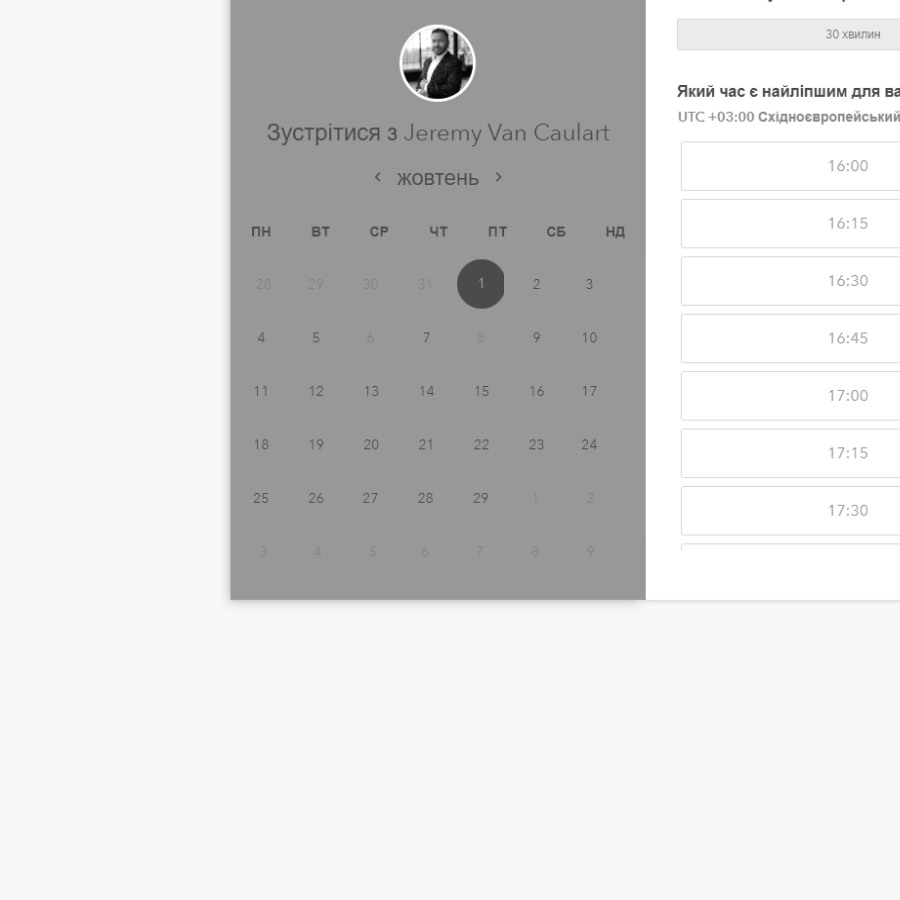 Зустрітися з Jeremy Van Caulart
жовтень
ПН ВТ СР ЧТ ПТ СБ НД
28 29 30 31 1 2 3
4 5 6 7 8 9 10
11 12 13 14 15 16 17
18 19 20 21 22 23 24
25 26 27 28 29 1 2
3 4 5 6 7 8 9
30 хвилин
Який час є найліпшим для ва
UTC +03:00 Східноєвропейський
16:00
16:15
16:30
16:45
17:00
17:15
17:30